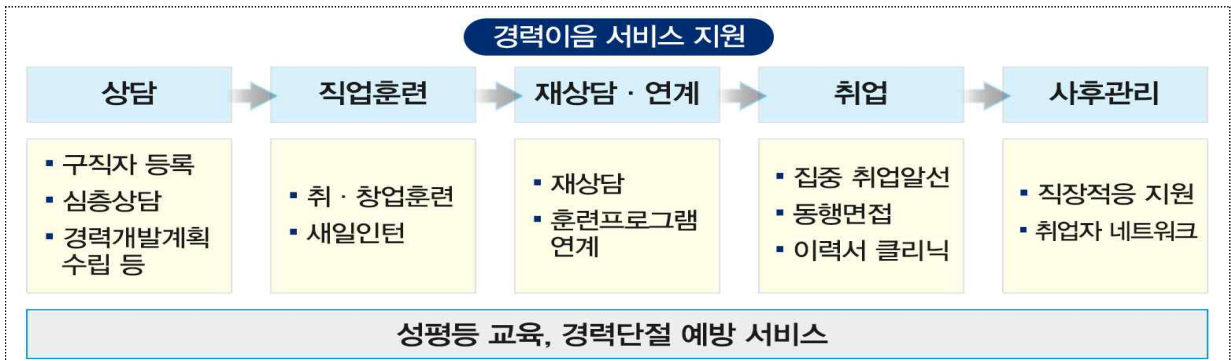 경력이음 서비스 지원
상담
직업훈련
재상담 · 연계
취업
사후관리
▪ 구직자 등록
▪ 심층상담
▪ 경력개발계획
수립 등
▪ 취 · 창업훈련
▪ 새일인턴
▪ 재상담
▪ 훈련프로그램
연계
▪ 집중 취업알선
▪ 동행면접
▪ 이력서 클리닉
▪ 직장적응 지원
▪ 취업자 네트워크
성평등 교육, 경력단절 예방 서비스